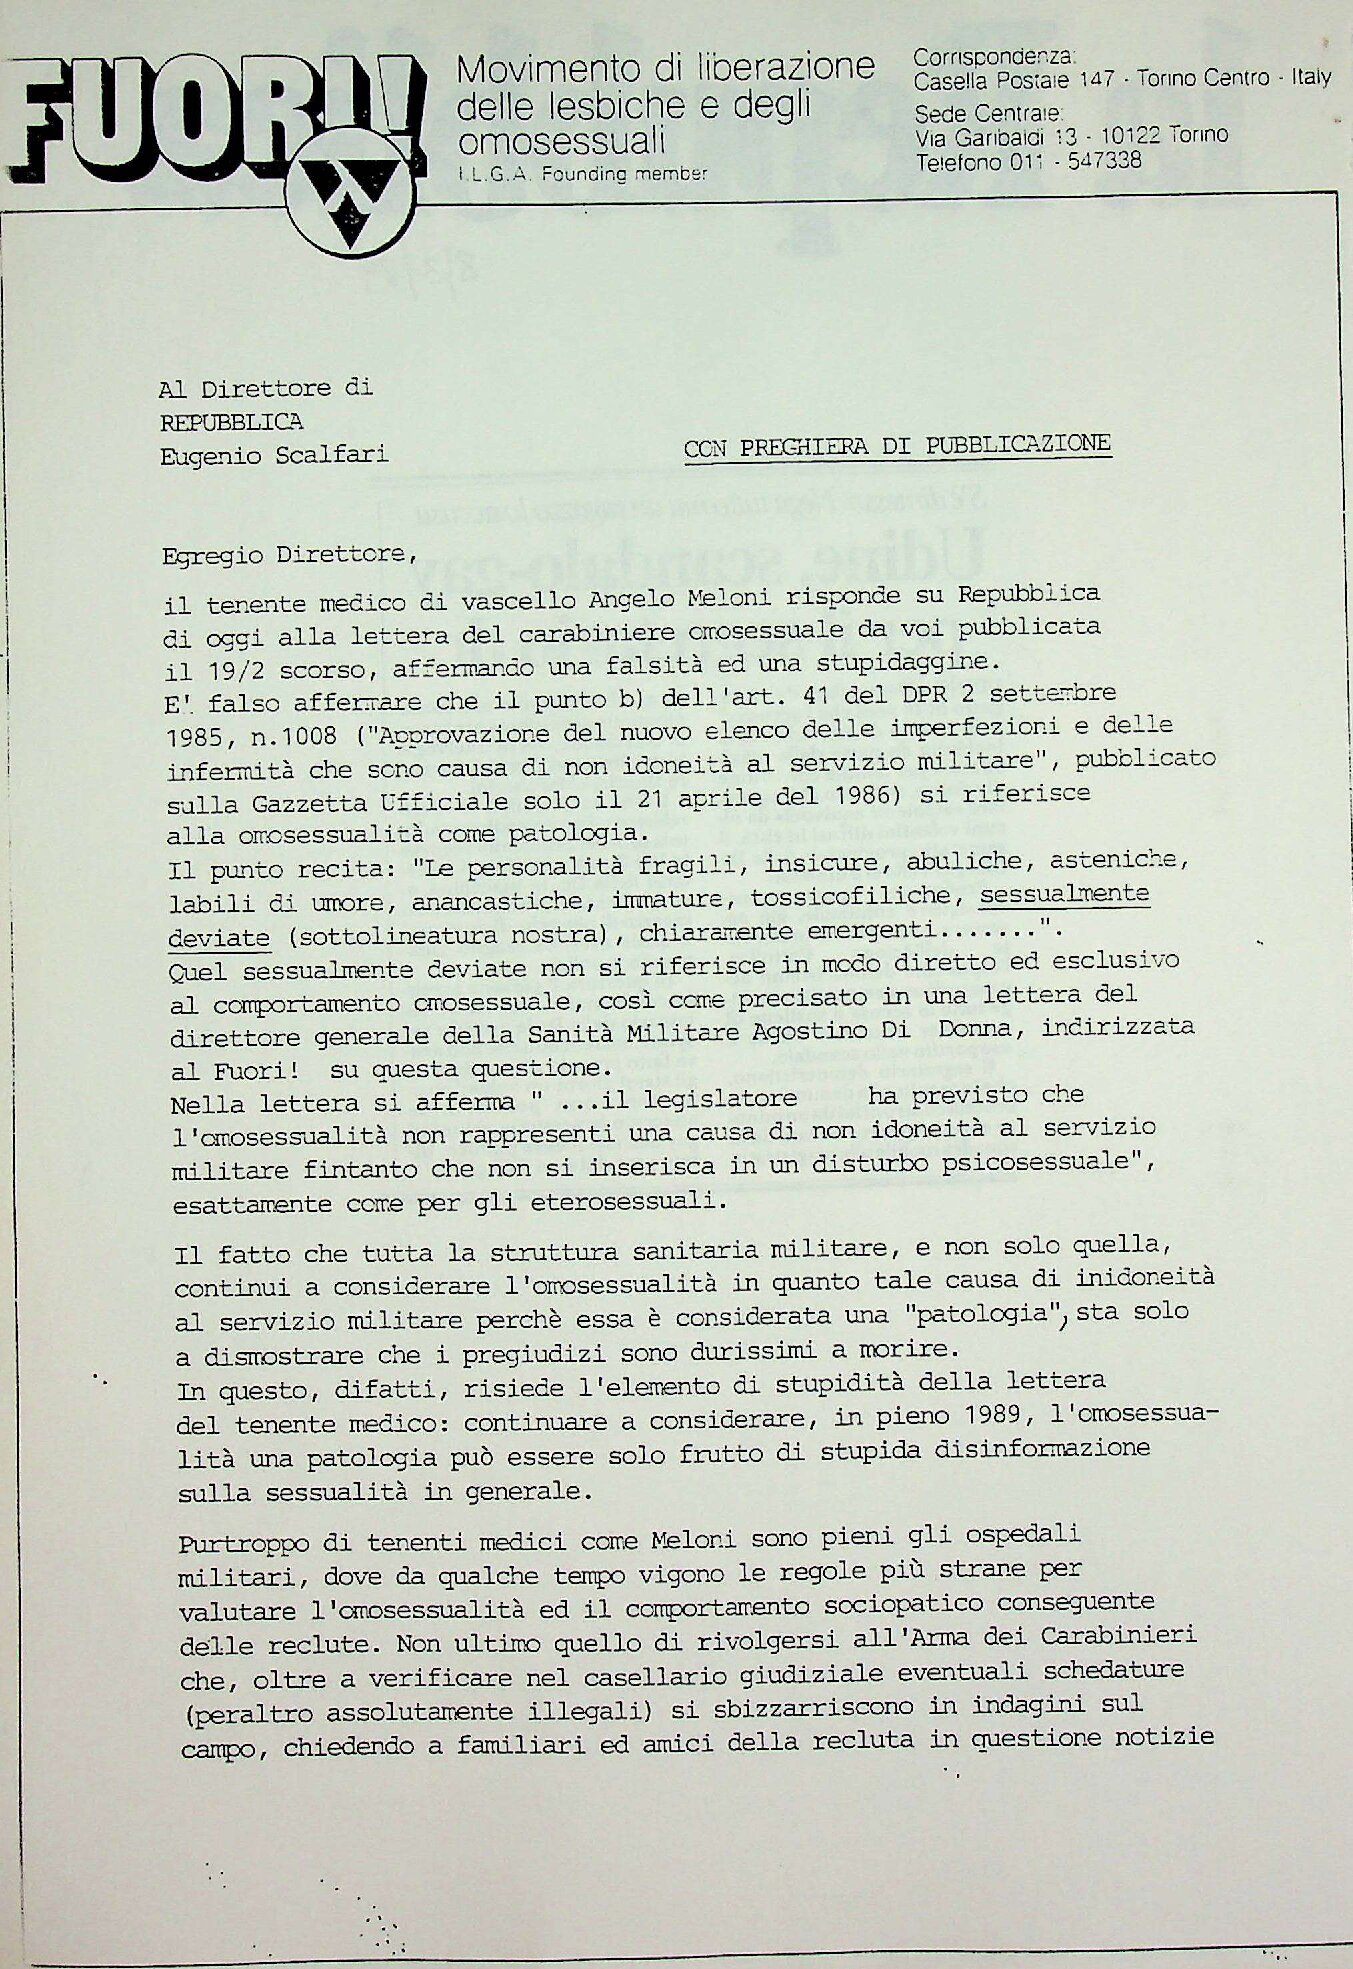 FUORI!
Movimento di liberazione
delle lesbiche e degli
omosessuali
I.L.G.A. Founding member
Corrispondenza:
Casella Postale 147 - Torino Centro - Italy
Sede Centrale:
Via Garibaldi 13 - 10122 Torino
Telefono 011 - 547338
Al Direttore di
REPUBBLICA
Eugenio Scalfari
CON PREGHIERA DI PUBBLICAZIONE
Egregio Direttore,
il tenente medico di vascello Angelo Meloni risponde su Repubblica
di oggi alla lettera del carabiniere omosessuale da voi pubblicata
il 19/2 scorso, affermando una falsità ed una stupidaggine.
E' falso affermare che il punto b) dell'art. 41 del DPR 2 settembre
1985, n.1008 ("Approvazione del nuovo elenco delle imperfezioni e delle
infermità che sono causa di non idoneità al servizio militare", pubblicato
sulla Gazzetta Ufficiale solo il 21 aprile del 1986) si riferisce
alla omosessualità come patologia.
Il punto recita: "Le personalità fragili, insicure, abuliche, asteniche,
labili di umore, anancastiche, immature, tossicofiliche, sessualmente
deviate (sottolineatura nostra), chiaramente emergenti.......".
Quel sessualmente deviate non si riferisce in modo diretto ed esclusivo
al comportamento omosessuale, così come precisato in una lettera del
direttore generale della Sanità Militare Agostino Di Donna, indirizzata
al Fuori! su questa questione.
Nella lettera si afferma " ...il legislatore ha previsto che
l'omosessualità non rappresenti una causa di non idoneità al servizio
militare fintanto che non si inserisca in un disturbo psicosessuale",
esattamente come per gli eterosessuali.
Il fatto che tutta la struttura sanitaria militare, e non solo quella,
continui a considerare l'omosessualità in quanto tale causa di inidoneità
al servizio militare perchè essa è considerata una "patologia", sta solo
a dismostrare che i pregiudizi sono durissimi a morire.
In questo, difatti, risiede l'elemento di stupidità della lettera
del tenente medico: continuare a considerare, in pieno 1989, l'omosessua-
lità una patologia può essere solo frutto di stupida disinformazione
sulla sessualità in generale.
Purtroppo di tenenti medici come Meloni sono pieni gli ospedali
militari, dove da qualche tempo vigono le regole più strane per
valutare l'omosessualità ed il comportamento sociopatico conseguente
delle reclute. Non ultimo quello di rivolgersi all'Arma dei Carabinieri
che, oltre a verificare nel casellario giudiziale eventuali schedature
(peraltro assolutamente illegali) si sbizzarriscono in indagini sul
campo, chiedendo a familiari ed amici della recluta in questione notizie